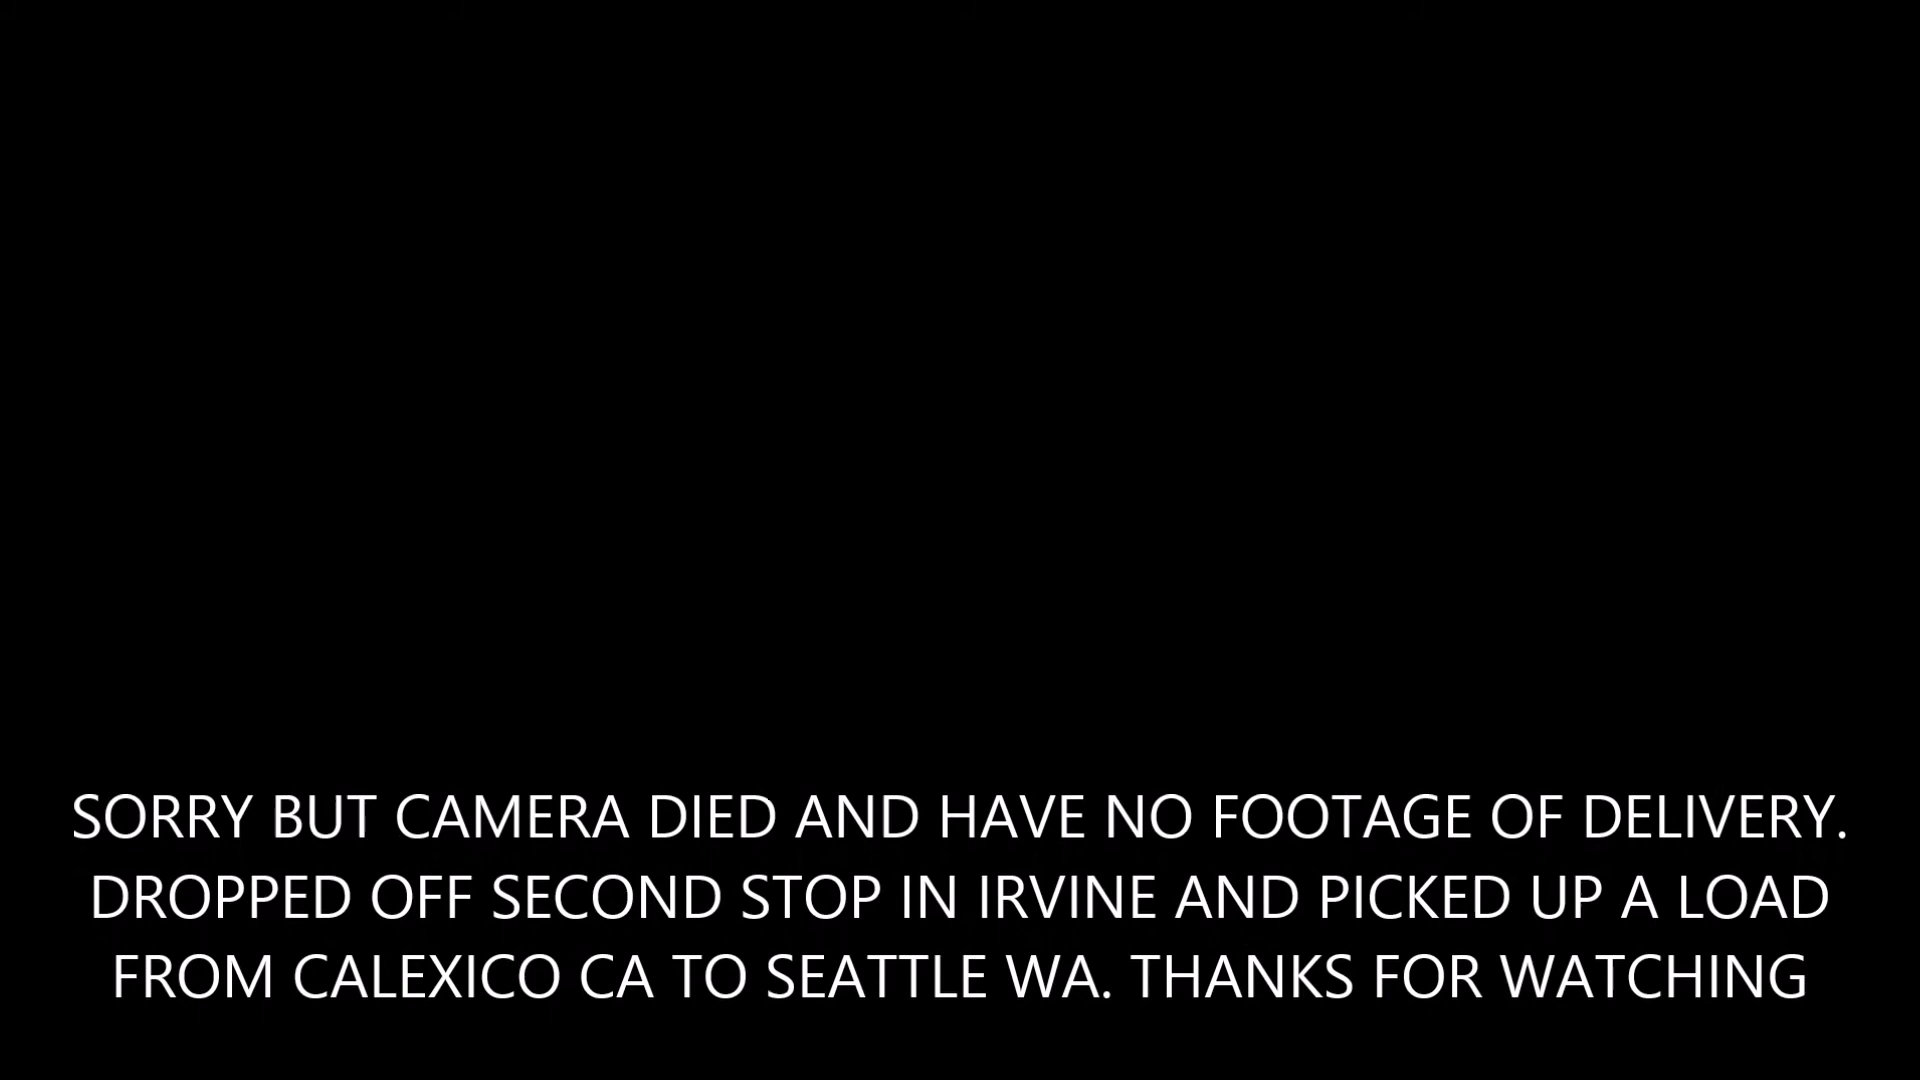 SORRY BUT CAMERA DIED AND HAVE NO FOOTAGE OF DELIVERY.
DROPPED OFF SECOND STOP IN IRVINE AND PICKED UP A LOAD
FROM CALEXICO CA TO SEATTLE WA. THANKS FOR WATCHING